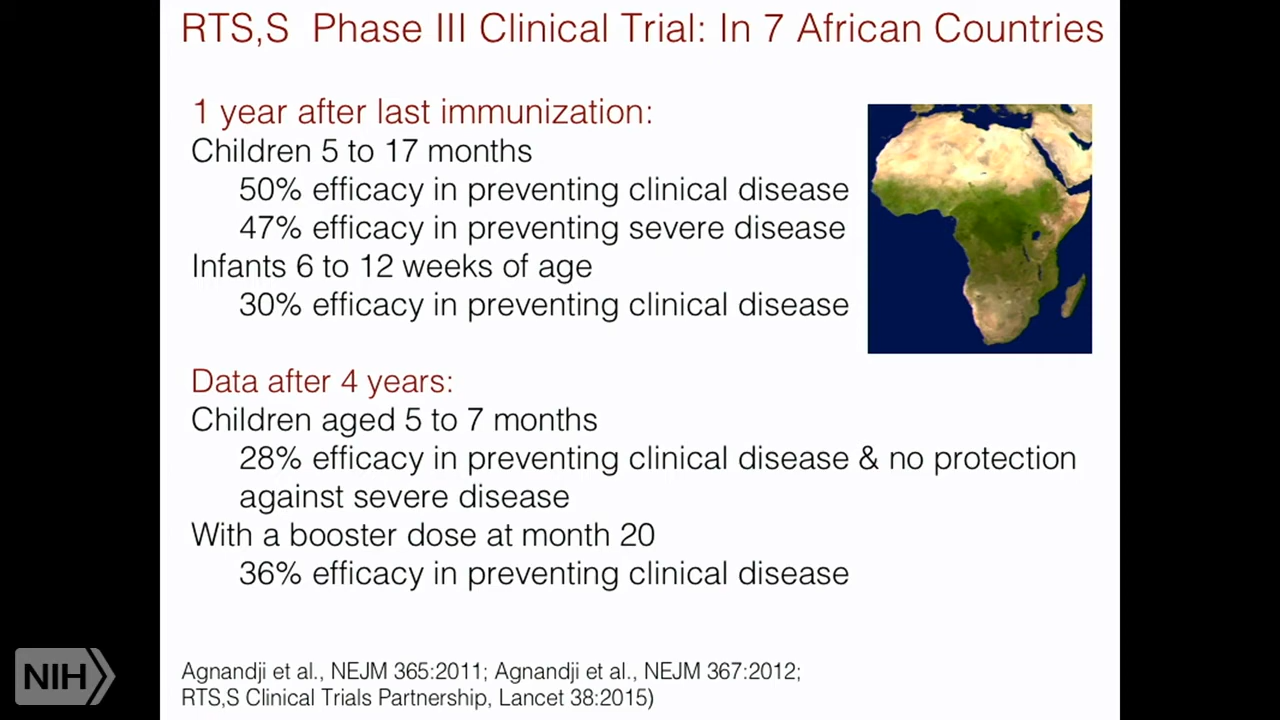 RTS,S Phase III Clinical Trial: In 7 African Countries
1 year after last immunization:
Children 5 to 17 months
50% efficacy in preventing clinical disease
47% efficacy in preventing severe disease
Infants 6 to 12 weeks of age
30% efficacy in preventing clinical disease
Data after 4 years:
Children aged 5 to 7 months
28% efficacy in preventing clinical disease & no protection
against severe disease
With a booster dose at month 20
36% efficacy in preventing clinical disease
Agnandji et al., NEJM 365:2011; Agnandji et al., NEJM 367:2012;
RTS,S Clinical Trials Partnership, Lancet 38:2015)
NIH